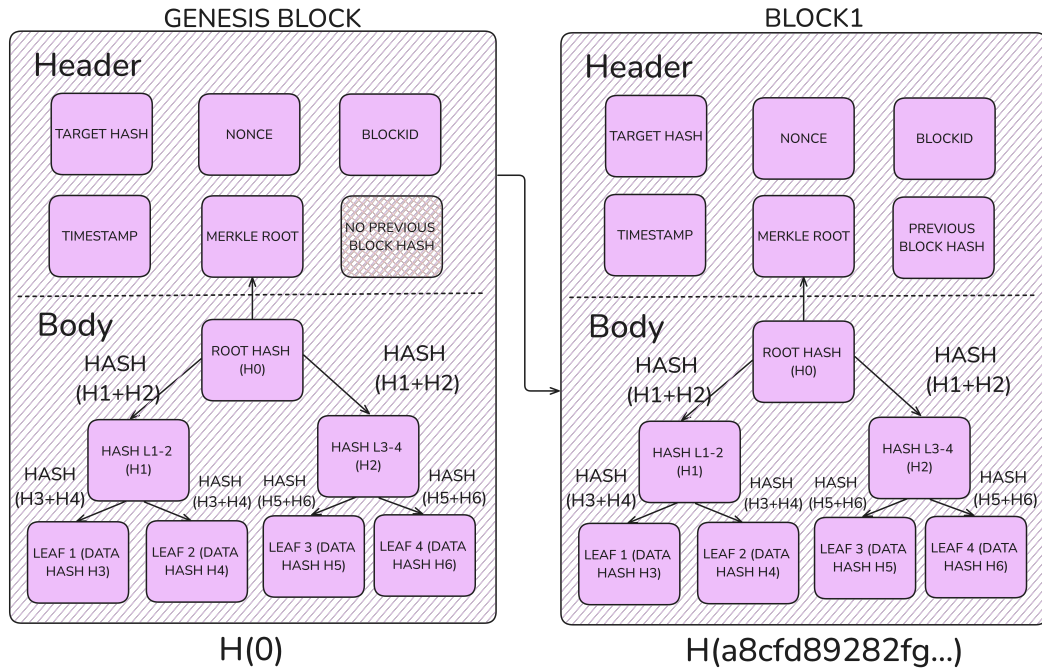 GENESIS BLOCK
Header
TARGET HASH
NONCE
BLOCKID
TIMESTAMP
MERKLE ROOT
NO PREVIOUS
BLOCK HASH
Body
ROOT HASH
(H0)
HASH
(H1+H2)
HASH
(H1+H2)
HASH L1-2
(H1)
HASH L3-4
(H2)
HASH
(H3+H4)
HASH
(H3+H4)
HASH
(H5+H6)
HASH
(H5+H6)
LEAF 1 (DATA
HASH H3)
LEAF 2 (DATA
HASH H4)
LEAF 3 (DATA
HASH H5)
LEAF 4 (DATA
HASH H6)
H(0)
BLOCK1
Header
TARGET HASH
NONCE
BLOCKID
TIMESTAMP
MERKLE ROOT
PREVIOUS
BLOCK HASH
Body
ROOT HASH
(H0)
HASH
(H1+H2)
HASH
(H1+H2)
HASH L1-2
(H1)
HASH L3-4
(H2)
HASH
(H3+H4)
HASH
(H3+H4)
HASH
(H5+H6)
HASH
(H5+H6)
LEAF 1 (DATA
HASH H3)
LEAF 2 (DATA
HASH H4)
LEAF 3 (DATA
HASH H5)
LEAF 4 (DATA
HASH H6)
H(a8cfd89282fg...)